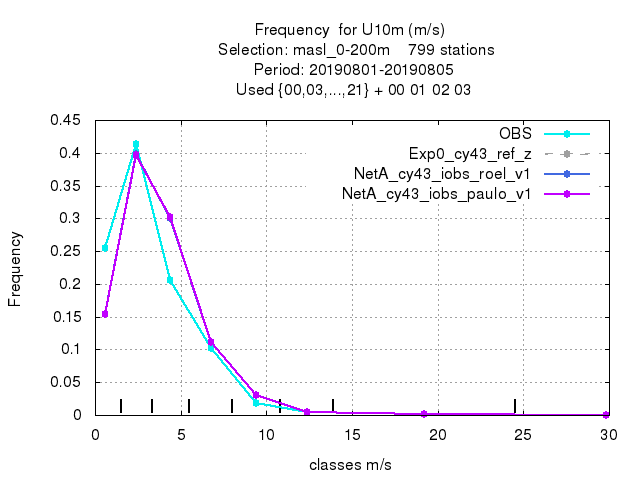 Frequency  for U10m (m/s)
Selection: masl_0-200m    799 stations
Period: 20190801-20190805
Used {00,03,...,21} + 00 01 02 03
OBS
Exp0_cy43_ref_z
NetA_cy43_iobs_roel_v1
NetA_cy43_iobs_paulo_v1
0.45
0.4
0.35
0.3
0.25
0.2
0.15
0.1
0.05
0
Frequency
0 5 10 15 20 25 30
classes m/s